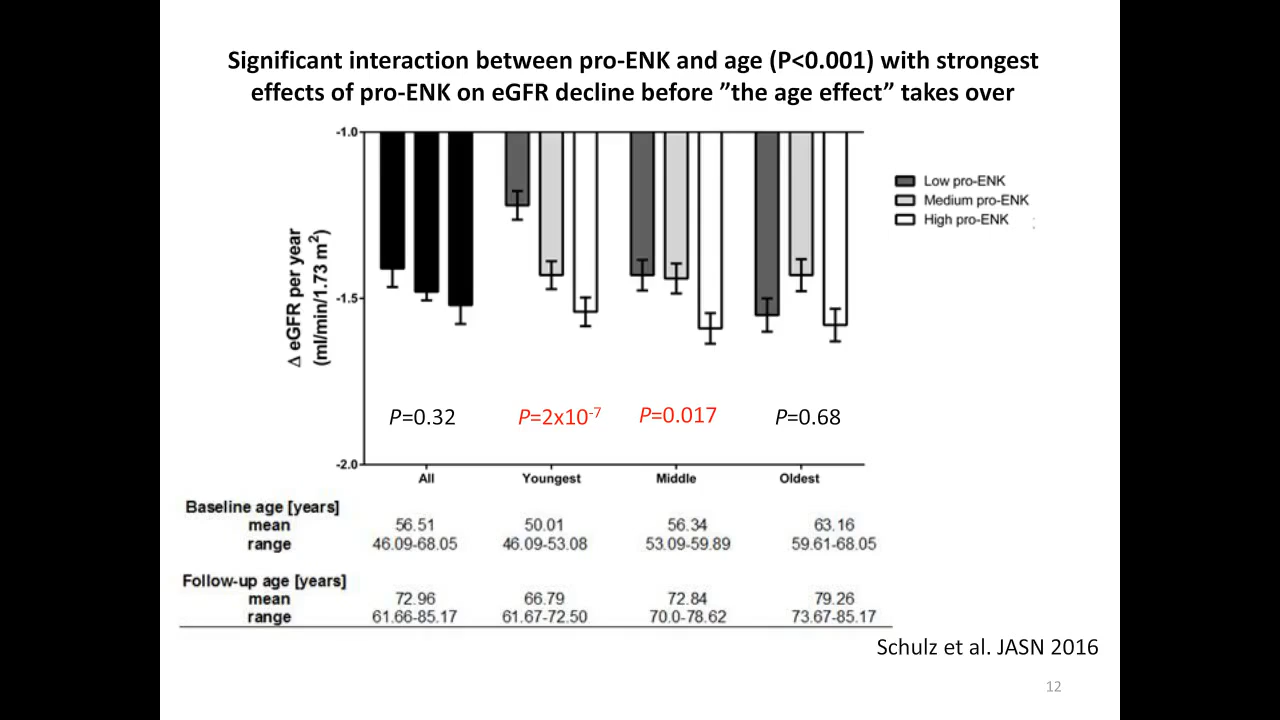 Significant interaction between pro-ENK and age (P<0.001) with strongest
effects of pro-ENK on eGFR decline before ”the age effect” takes over
-1.0
-1.5
-2.0
Δ eGFR per year
(ml/min/1.73 m²)
Low pro-ENK
Medium pro-ENK
High pro-ENK
P=0.32 P=2x10⁻⁷ P=0.017 P=0.68
All Youngest Middle Oldest
Baseline age [years]
mean 56.51 50.01 56.34 63.16
range 46.09-68.05 46.09-53.08 53.09-59.89 59.61-68.05
Follow-up age [years]
mean 72.96 66.79 72.84 79.26
range 61.66-85.17 61.67-72.50 70.0-78.62 73.67-85.17
Schulz et al. JASN 2016
12